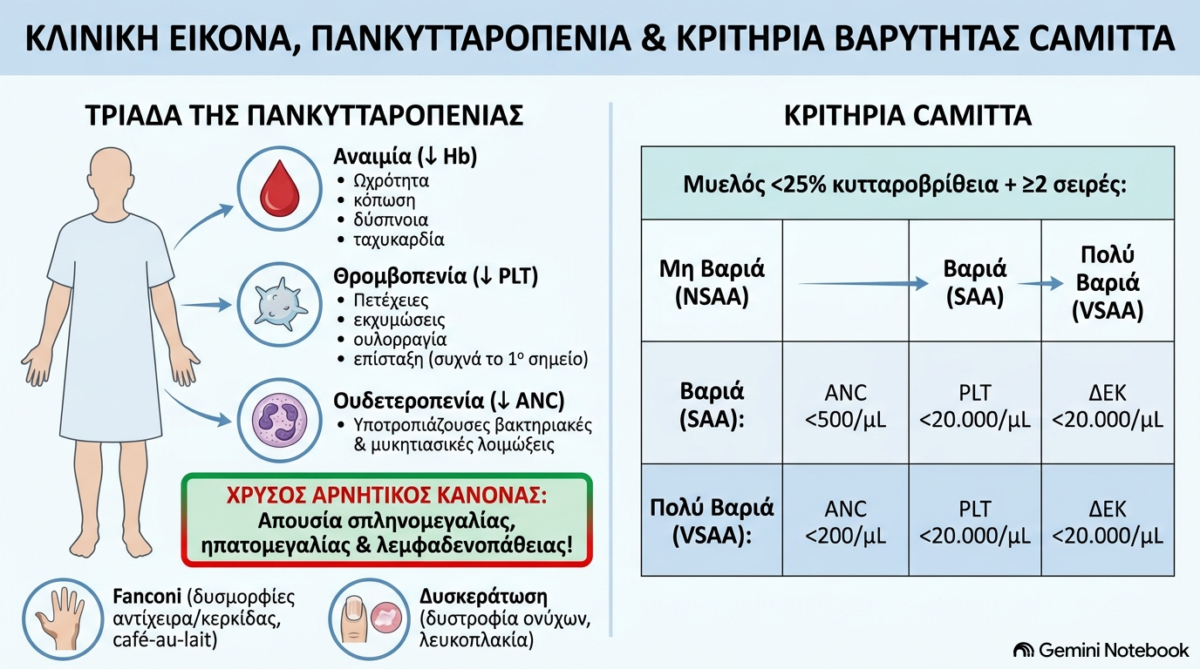 ΚΛΙΝΙΚΗ ΕΙΚΟΝΑ, ΠΑΝΚΥΤΤΑΡΟΠΕΝΙΑ & ΚΡΙΤΗΡΙΑ ΒΑΡΥΤΗΤΑΣ CAMITTA
ΤΡΙΑΔΑ ΤΗΣ ΠΑΝΚΥΤΤΑΡΟΠΕΝΙΑΣ
Αναιμία (↓ Hb)
• Ωχρότητα
• κόπωση
• δύσπνοια
• ταχυκαρδία
Θρομβοπενία (↓ PLT)
• Πετέχειες
• εκχυμώσεις
• ουλορραγία
• επίσταξη (συχνά το 1º σημείο)
Ουδετεροπενία (↓ ANC)
• Υποτροπιάζουσες βακτηριακές
& μυκητιασικές λοιμώξεις
ΧΡΥΣΟΣ ΑΡΝΗΤΙΚΟΣ ΚΑΝΟΝΑΣ:
Απουσία σπληνομεγαλίας,
ηπατομεγαλίας & λεμφαδενοπάθειας!
Fanconi (δυσμορφίες
αντίχειρα/κερκίδας,
café-au-lait)
Δυσκεράτωση
(δυστροφία ονύχων,
λευκοπλακία)
ΚΡΙΤΗΡΙΑ CAMITTA
Μυελός <25% κυτταροβρίθεια + ≥2 σειρές:
Μη Βαριά
(NSAA)
Βαριά
(SAA)
Πολύ
Βαριά
(VSAA)
Βαριά
(SAA):
ANC
<500/μL
PLT
<20.000/μL
ΔΕΚ
<20.000/μL
Πολύ Βαριά
(VSAA):
ANC
<200/μL
PLT
<20.000/μL
ΔΕΚ
<20.000/μL
Gemini Notebook